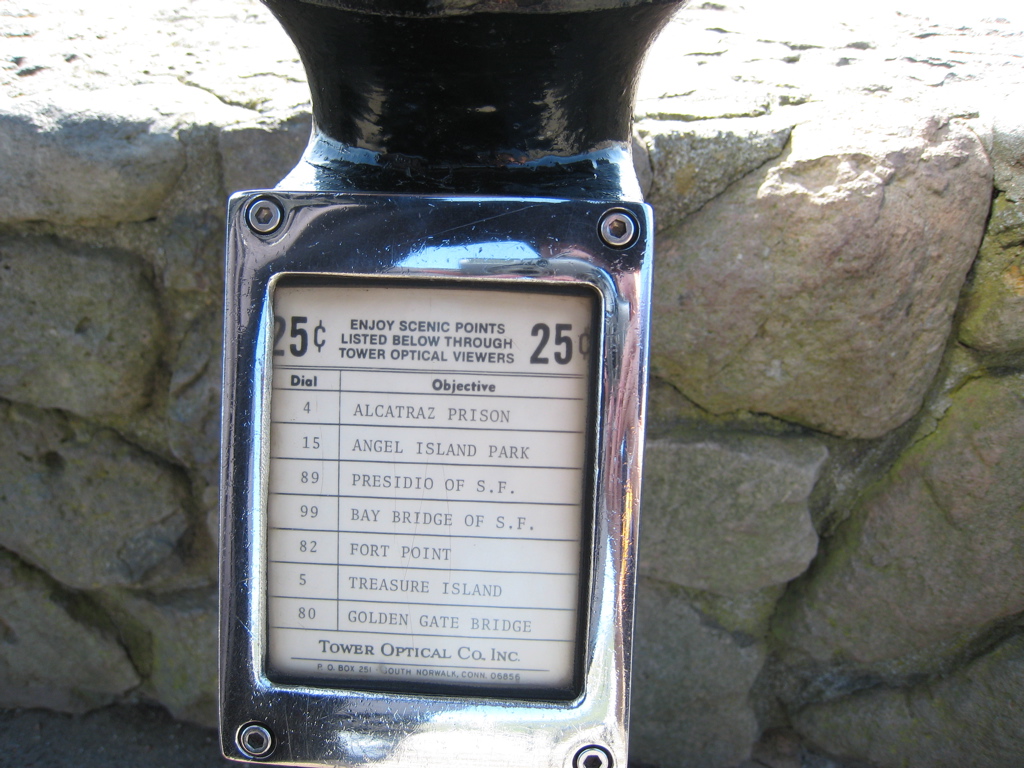 25¢ ENJOY SCENIC POINTS 25¢
LISTED BELOW THROUGH
TOWER OPTICAL VIEWERS
Dial Objective
4 ALCATRAZ PRISON
15 ANGEL ISLAND PARK
89 PRESIDIO OF S.F.
99 BAY BRIDGE OF S.F.
82 FORT POINT
5 TREASURE ISLAND
80 GOLDEN GATE BRIDGE
TOWER OPTICAL CO. INC.
P. O. BOX 251 SOUTH NORWALK, CONN. 06856